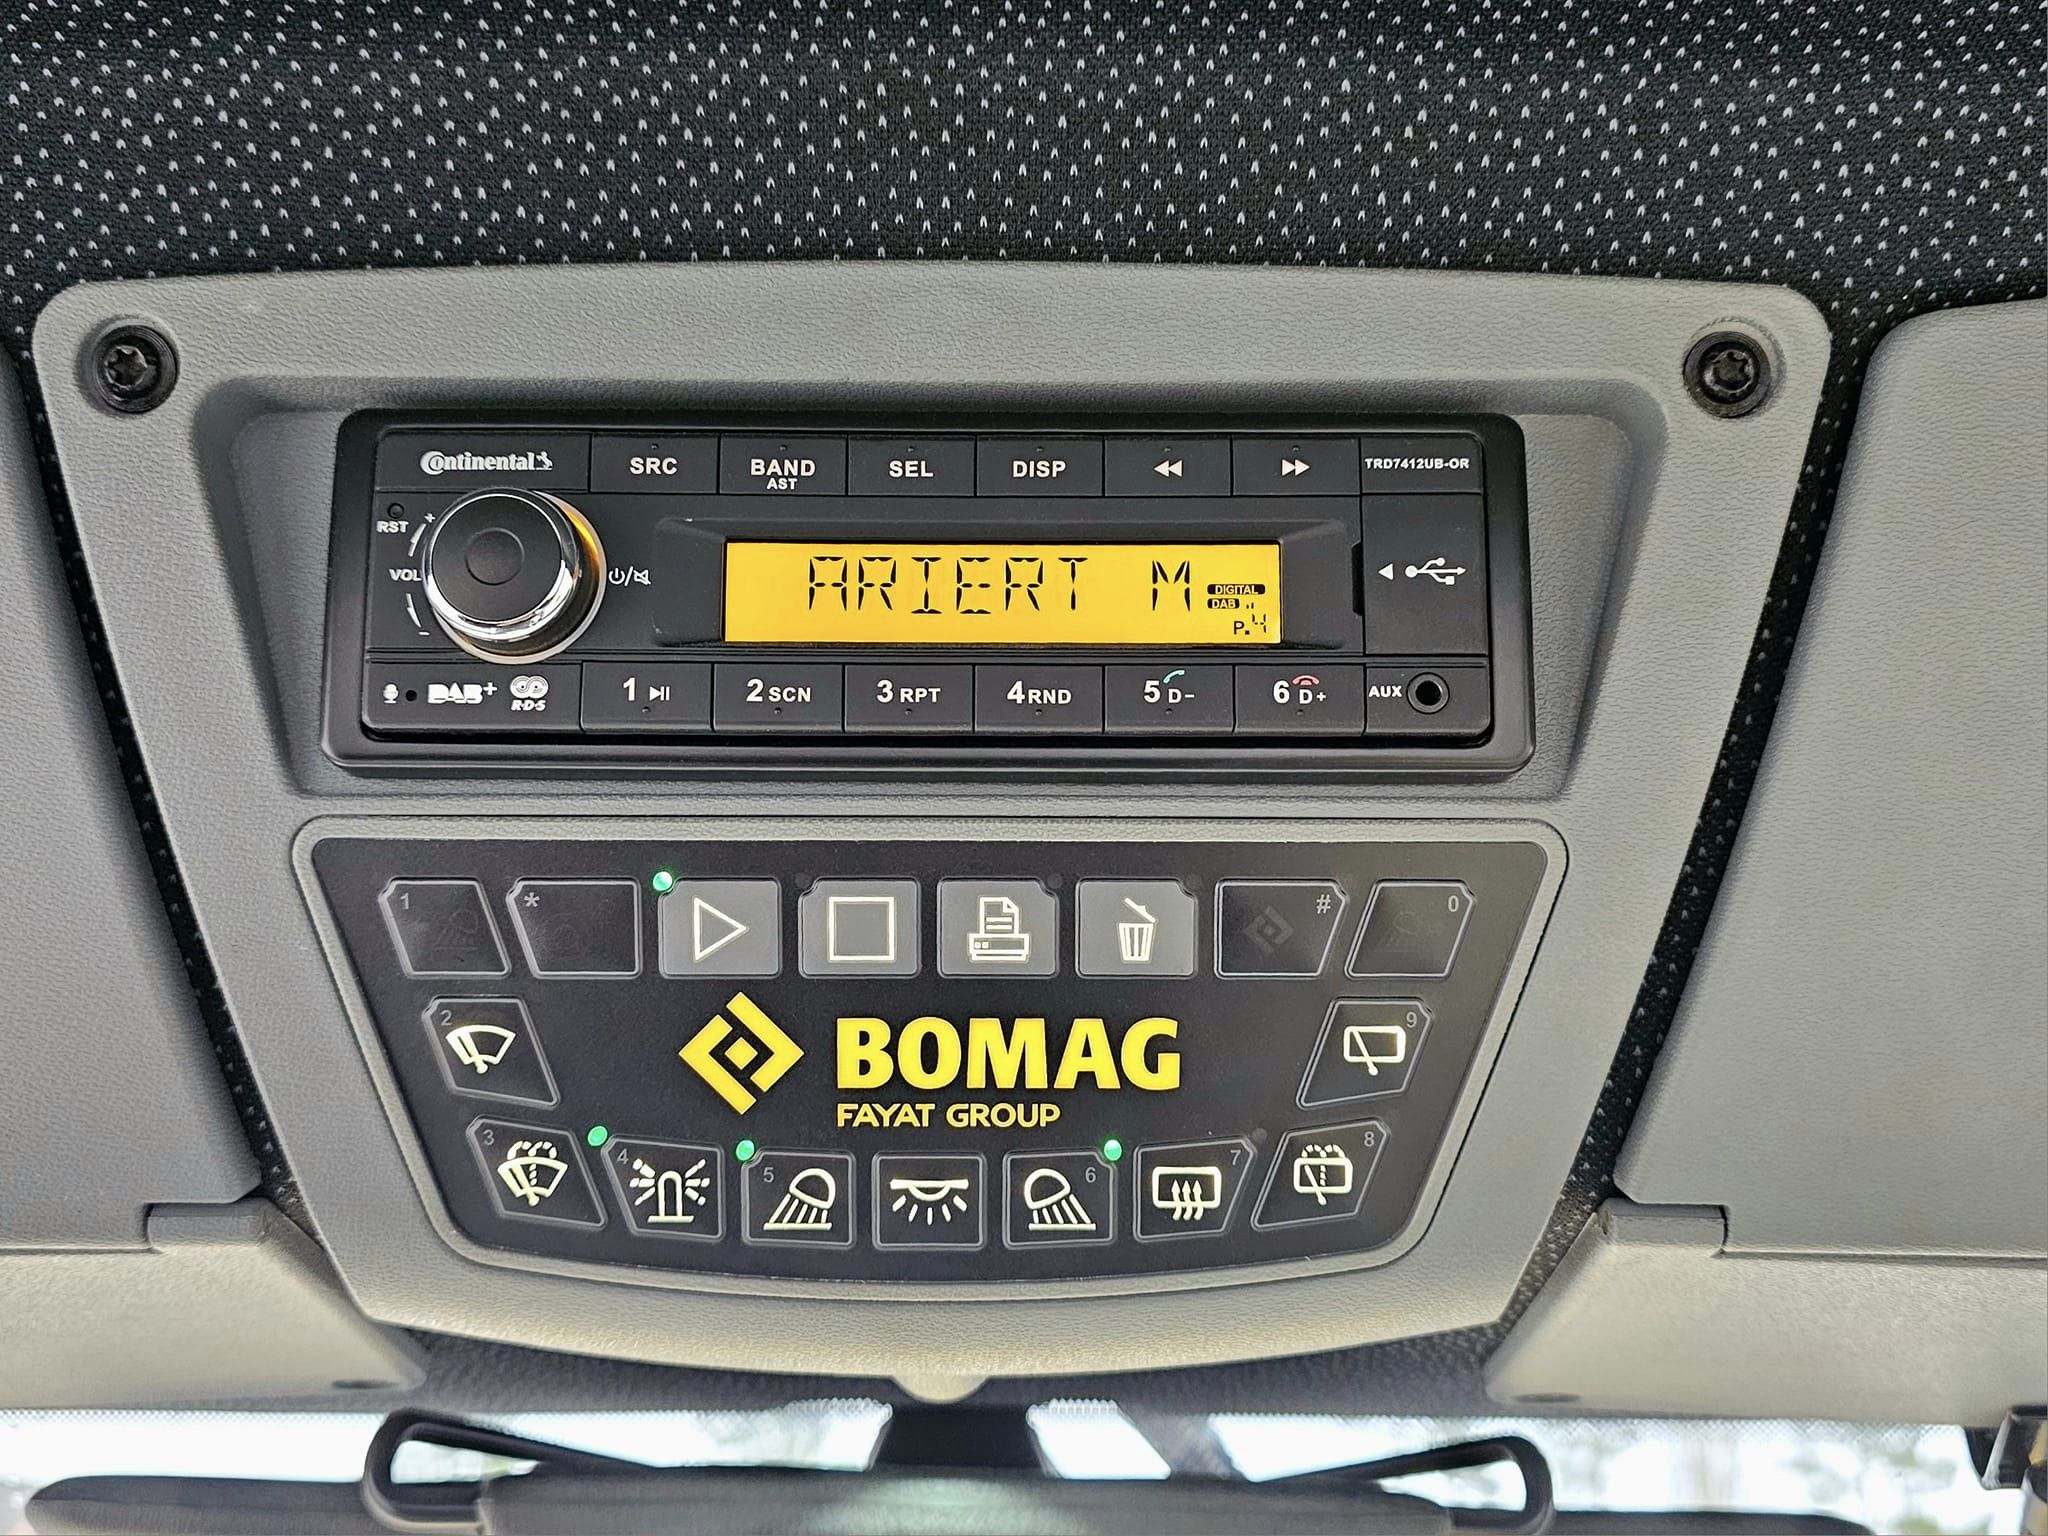 Continental SRC BAND SEL DISP TRD7412UB-OR
AST
RST
VOL + -
ARIERT M
DIGITAL
DAB
P.4
DAB+ R·D·S 1 2 SCN 3 RPT 4 RND 5 D- 6 D+ AUX
1 * # 0
2 9
BOMAG
FAYAT GROUP
3 4 5 6 7 8